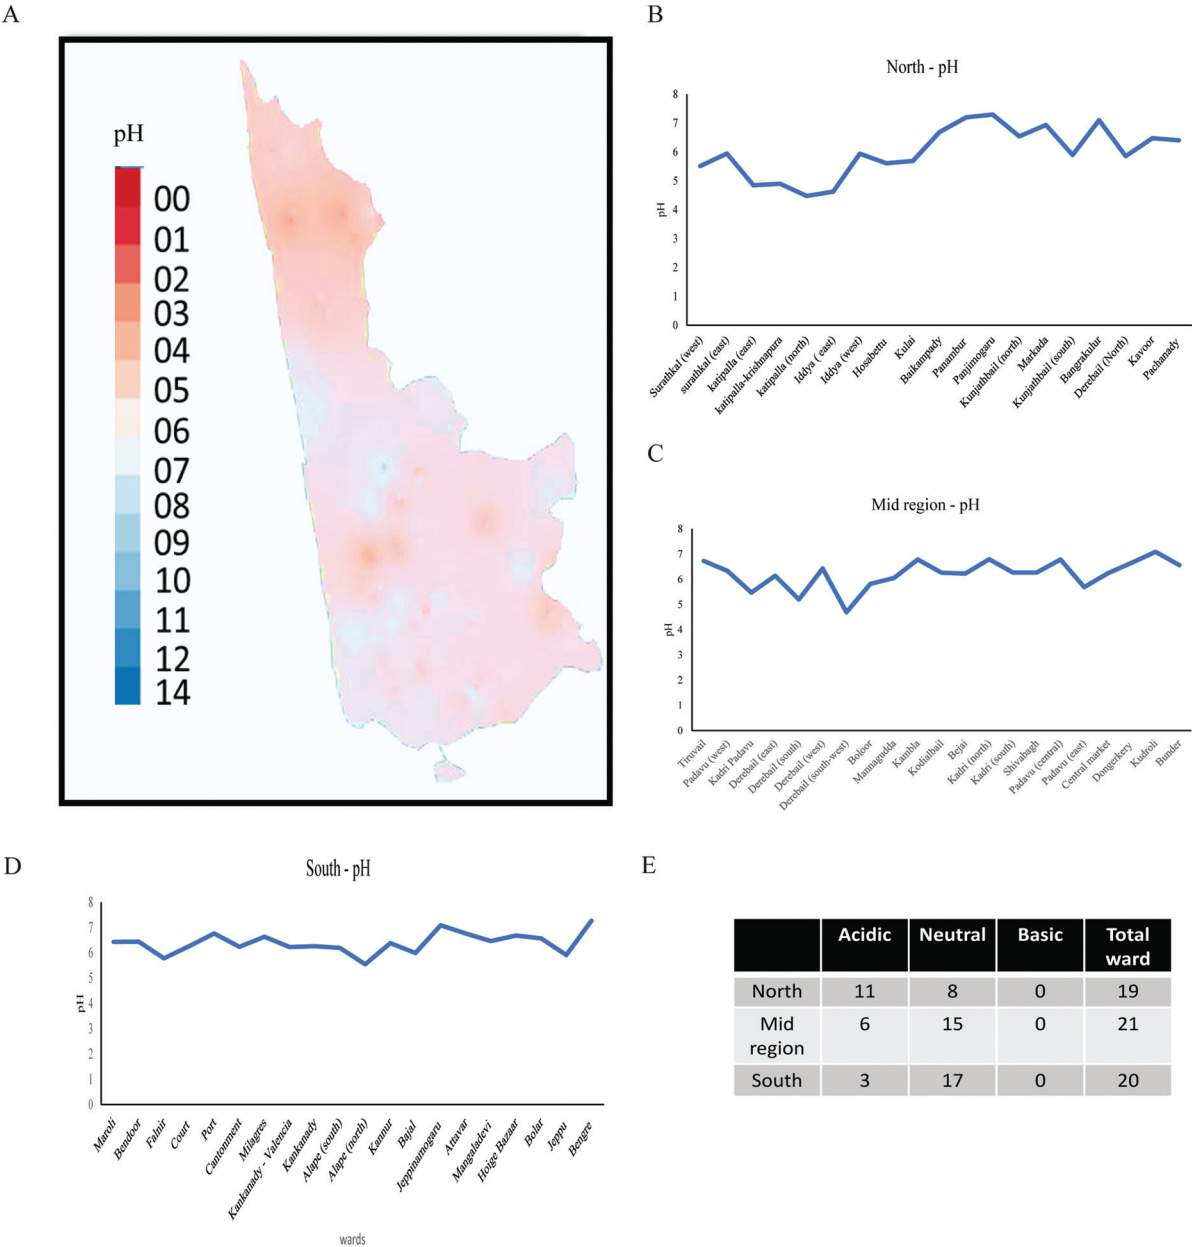 A
pH
00
01
02
03
04
05
06
07
08
09
10
11
12
14
B
North - pH
8
7
6
5
4
3
2
1
0
pH
Surathkal (west)
surathkal (east)
katipalla (east)
katipalla-krishnapura
katipalla (north)
Iddya ( east)
Iddya (west)
Hosabettu
Kulai
Baikampady
Panambur
Panjimogaru
Kunjathbail (north)
Markada
Kunjathbail (south)
Bangrakulur
Derebail (North)
Kavoor
Pachanady
C
Mid region - pH
8
7
6
5
4
3
2
1
0
pH
Tiruvail
Padavu (west)
Kadri Padavu
Derebail (east)
Derebail (south)
Derebail (west)
Derebail (south-west)
Boloor
Mannagudda
Kambla
Kodialbail
Bejai
Kadri (north)
Kadri (south)
Shivabagh
Padavu (central)
Padavu (east)
Central market
Dongerkery
Kudroli
Bunder
D
South - pH
8
7
6
5
4
3
2
1
0
pH
Maroli
Bendoor
Falnir
Court
Port
Cantonment
Milagres
Kankanady - Valencia
Kankanady
Alape (south)
Alape (north)
Kannur
Bajal
Jeppinamogaru
Attavar
Mangaladevi
Hoige Bazaar
Bolar
Jeppu
Bengre
wards
E
Acidic Neutral Basic Total
ward
North 11 8 0 19
Mid 6 15 0 21
region
South 3 17 0 20